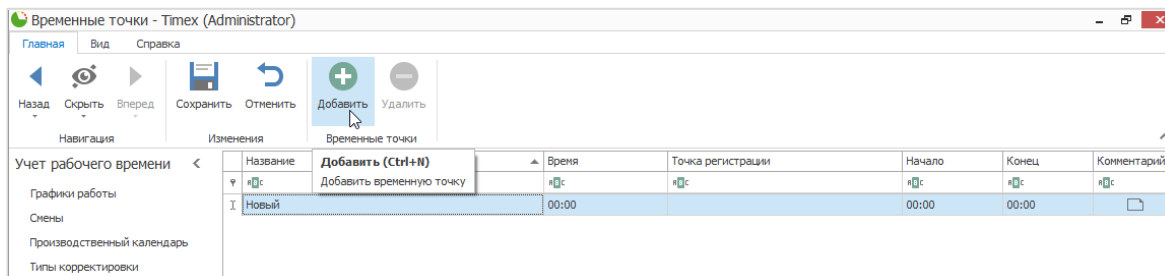 Временные точки - Timex (Administrator)
Главная Вид Справка
Назад Скрыть Вперед Сохранить Отменить Добавить Удалить
Навигация Изменения Временные точки
Учет рабочего времени
Название Время Точка регистрации Начало Конец Комментарий
Добавить (Ctrl+N)
Добавить временную точку
Графики работы
Новый 00:00 00:00 00:00
Смены
Производственный календарь
Типы корректировки